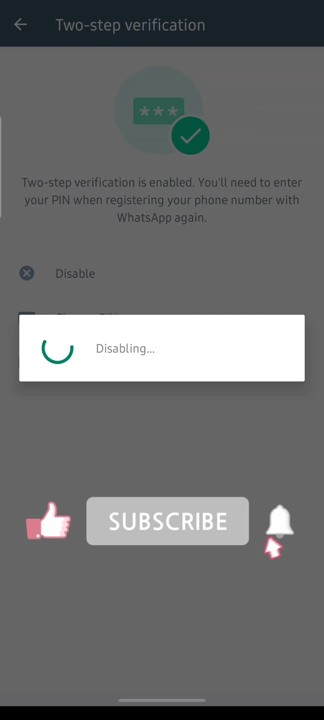 Two-step verification
***
Two-step verification is enabled. You'll need to enter
your PIN when registering your phone number with
WhatsApp again.
Disable
Disabling...
SUBSCRIBE